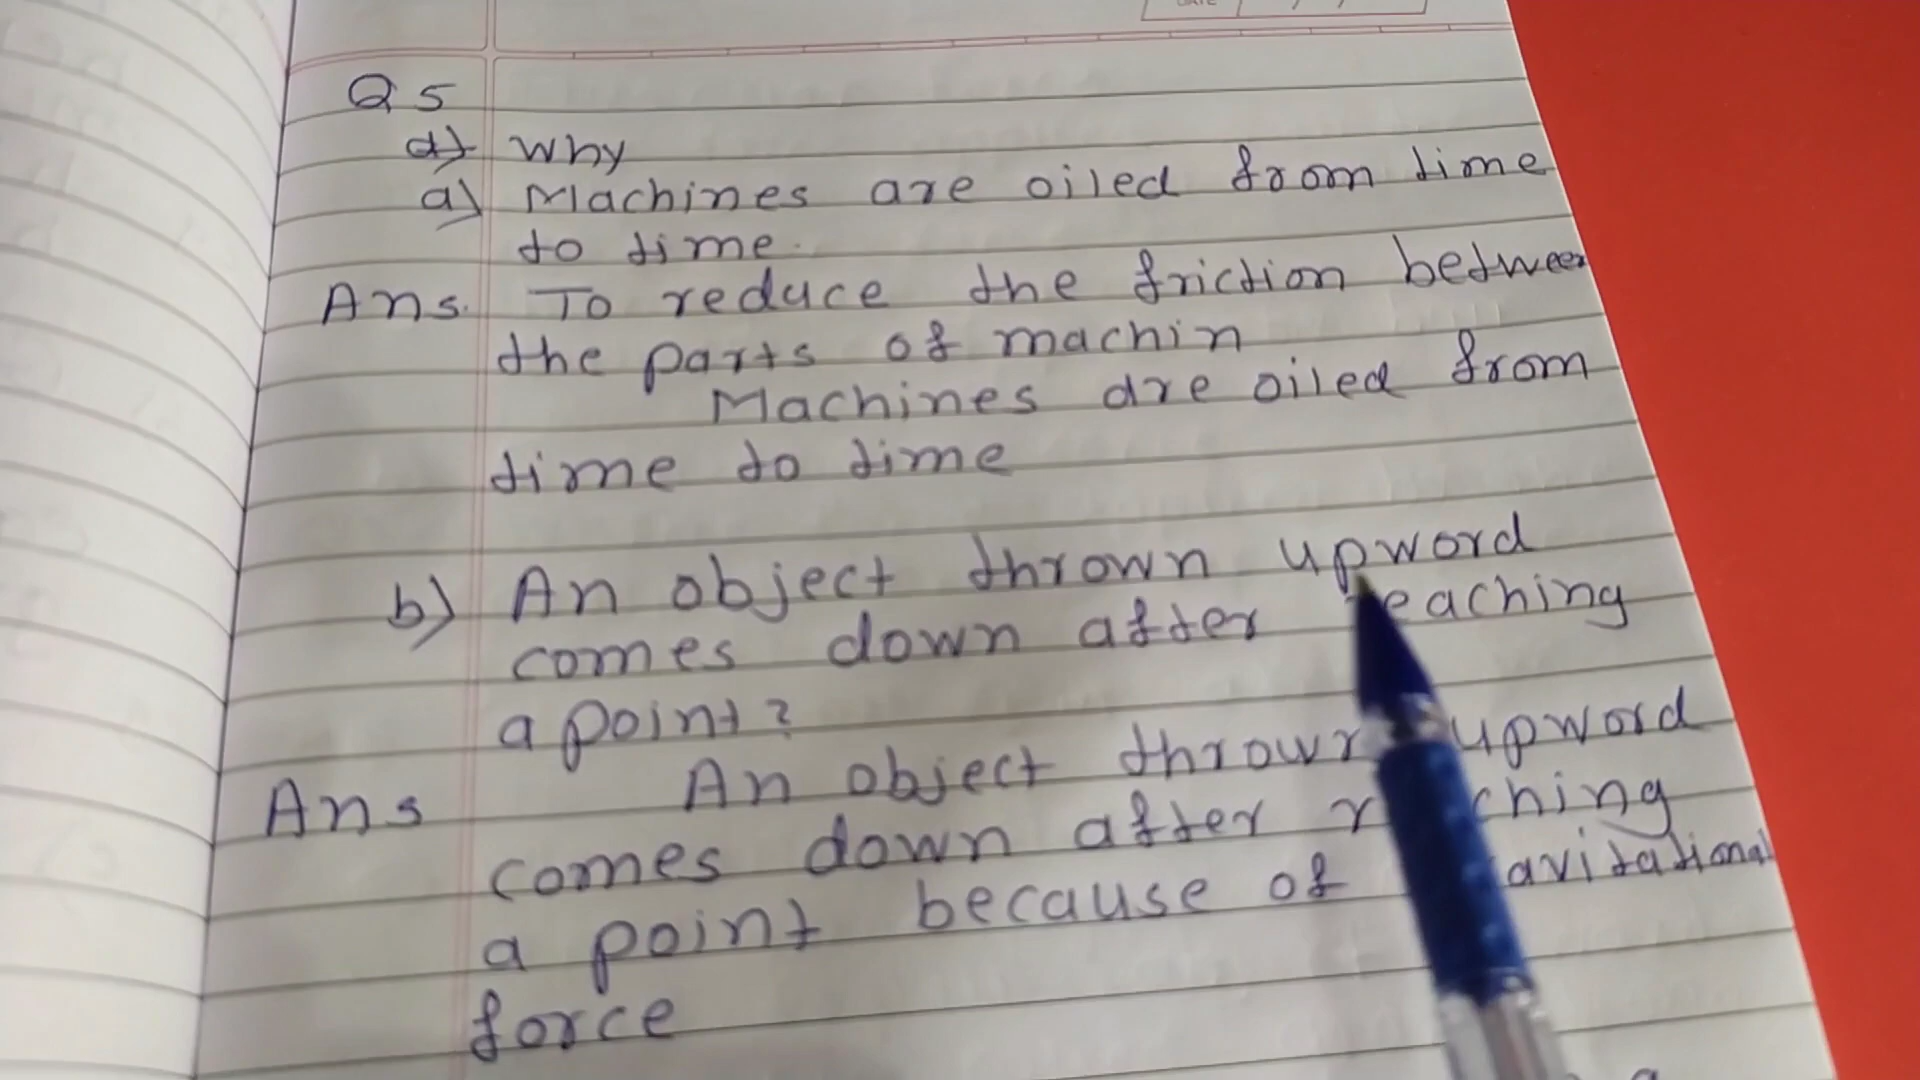 DATE
Q 5
a) Why
a) Machines are oiled from time
to time.
Ans. To reduce the friction between
the parts of machin
Machines are oiled from
time to time
b) An object thrown upword
comes down after reaching
a point?
Ans An object thrown upword
comes down after
a point because of
force